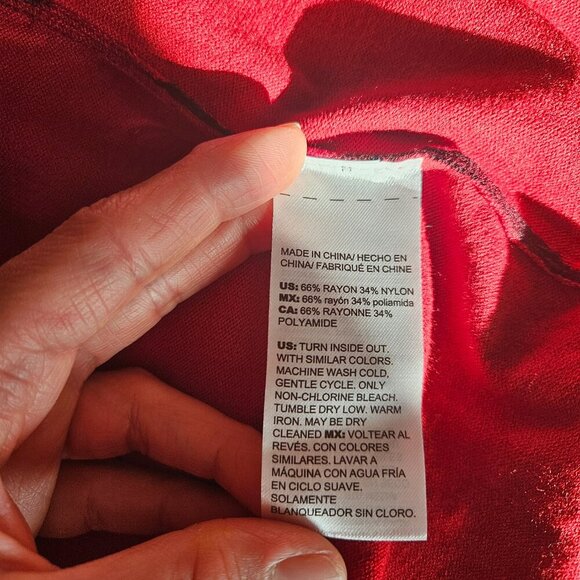 MADE IN CHINA/ HECHO EN
CHINA/ FABRIQUÉ EN CHINE
US: 66% RAYON 34% NYLON
MX: 66% rayón 34% poliamida
CA: 66% RAYONNE 34%
POLYAMIDE
US: TURN INSIDE OUT.
WITH SIMILAR COLORS.
MACHINE WASH COLD,
GENTLE CYCLE. ONLY
NON-CHLORINE BLEACH.
TUMBLE DRY LOW. WARM
IRON. MAY BE DRY
CLEANED MX: VOLTEAR AL
REVÉS. CON COLORES
SIMILARES. LAVAR A
MÁQUINA CON AGUA FRÍA
EN CICLO SUAVE.
SOLAMENTE
BLANQUEADOR SIN CLORO.